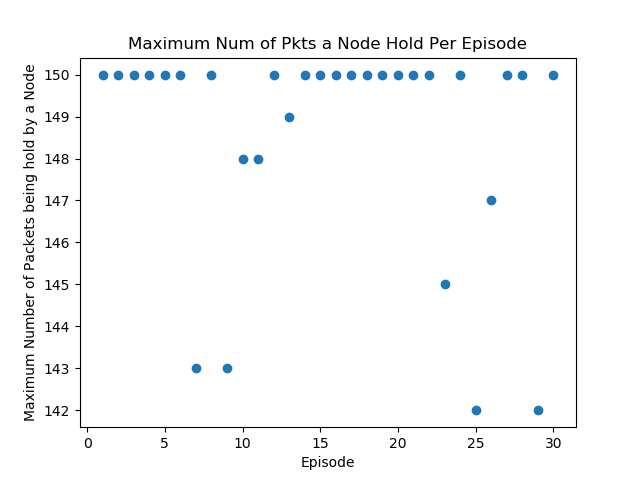 Maximum Num of Pkts a Node Hold Per Episode
Maximum Number of Packets being hold by a Node
150
149
148
147
146
145
144
143
142
0 5 10 15 20 25 30
Episode